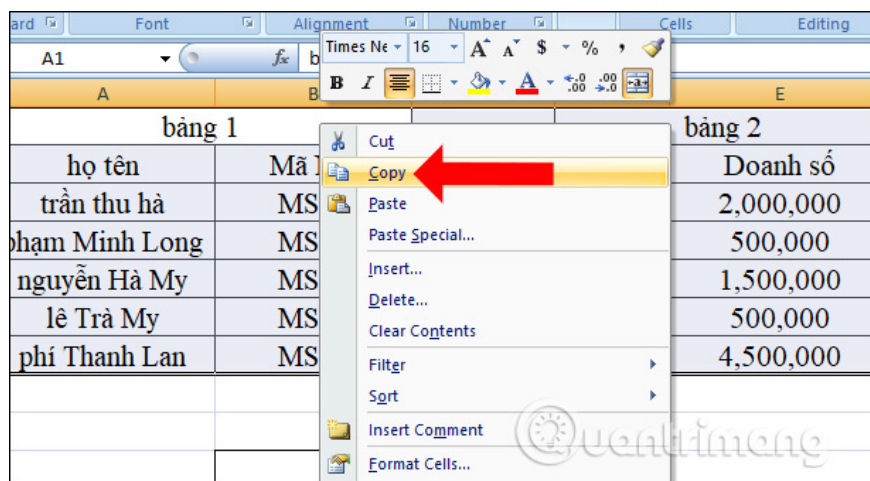 ard Font Alignment Number Cells Editing
A1 fx b
Times Ne 16 A A $ % ,
B I A .0 .00 .00 .0 a
A B E
bảng 1 bảng 2
họ tên Mã Doanh số
trần thu hà MS 2,000,000
phạm Minh Long MS 500,000
nguyễn Hà My MS 1,500,000
lê Trà My MS 500,000
phí Thanh Lan MS 4,500,000
Cut
Copy
Paste
Paste Special...
Insert...
Delete...
Clear Contents
Filter
Sort
Insert Comment
Format Cells...
Quantrimang